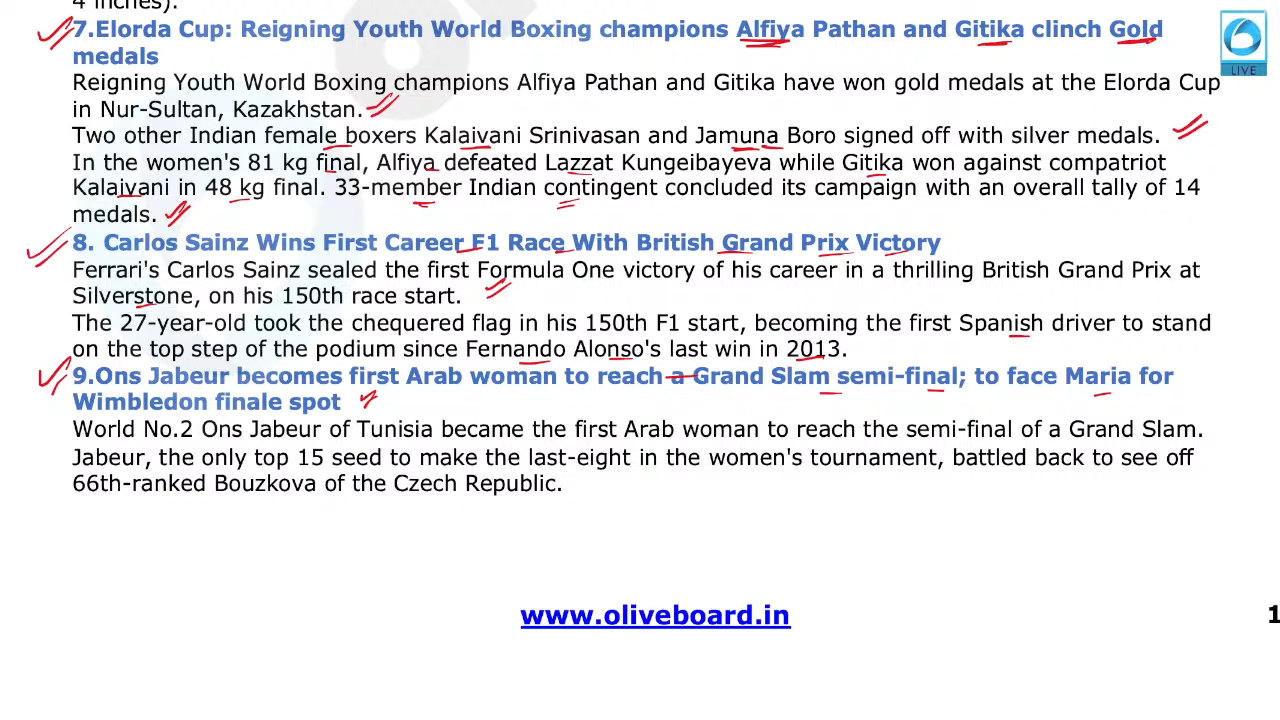 4 inches).
7.Elorda Cup: Reigning Youth World Boxing champions Alfiya Pathan and Gitika clinch Gold
medals
Reigning Youth World Boxing champions Alfiya Pathan and Gitika have won gold medals at the Elorda Cup
in Nur-Sultan, Kazakhstan.
Two other Indian female boxers Kalaivani Srinivasan and Jamuna Boro signed off with silver medals.
In the women's 81 kg final, Alfiya defeated Lazzat Kungeibayeva while Gitika won against compatriot
Kalaivani in 48 kg final. 33-member Indian contingent concluded its campaign with an overall tally of 14
medals.
8. Carlos Sainz Wins First Career F1 Race With British Grand Prix Victory
Ferrari's Carlos Sainz sealed the first Formula One victory of his career in a thrilling British Grand Prix at
Silverstone, on his 150th race start.
The 27-year-old took the chequered flag in his 150th F1 start, becoming the first Spanish driver to stand
on the top step of the podium since Fernando Alonso's last win in 2013.
9.Ons Jabeur becomes first Arab woman to reach a Grand Slam semi-final; to face Maria for
Wimbledon finale spot
World No.2 Ons Jabeur of Tunisia became the first Arab woman to reach the semi-final of a Grand Slam.
Jabeur, the only top 15 seed to make the last-eight in the women's tournament, battled back to see off
66th-ranked Bouzkova of the Czech Republic.
www.oliveboard.in
1
LIVE